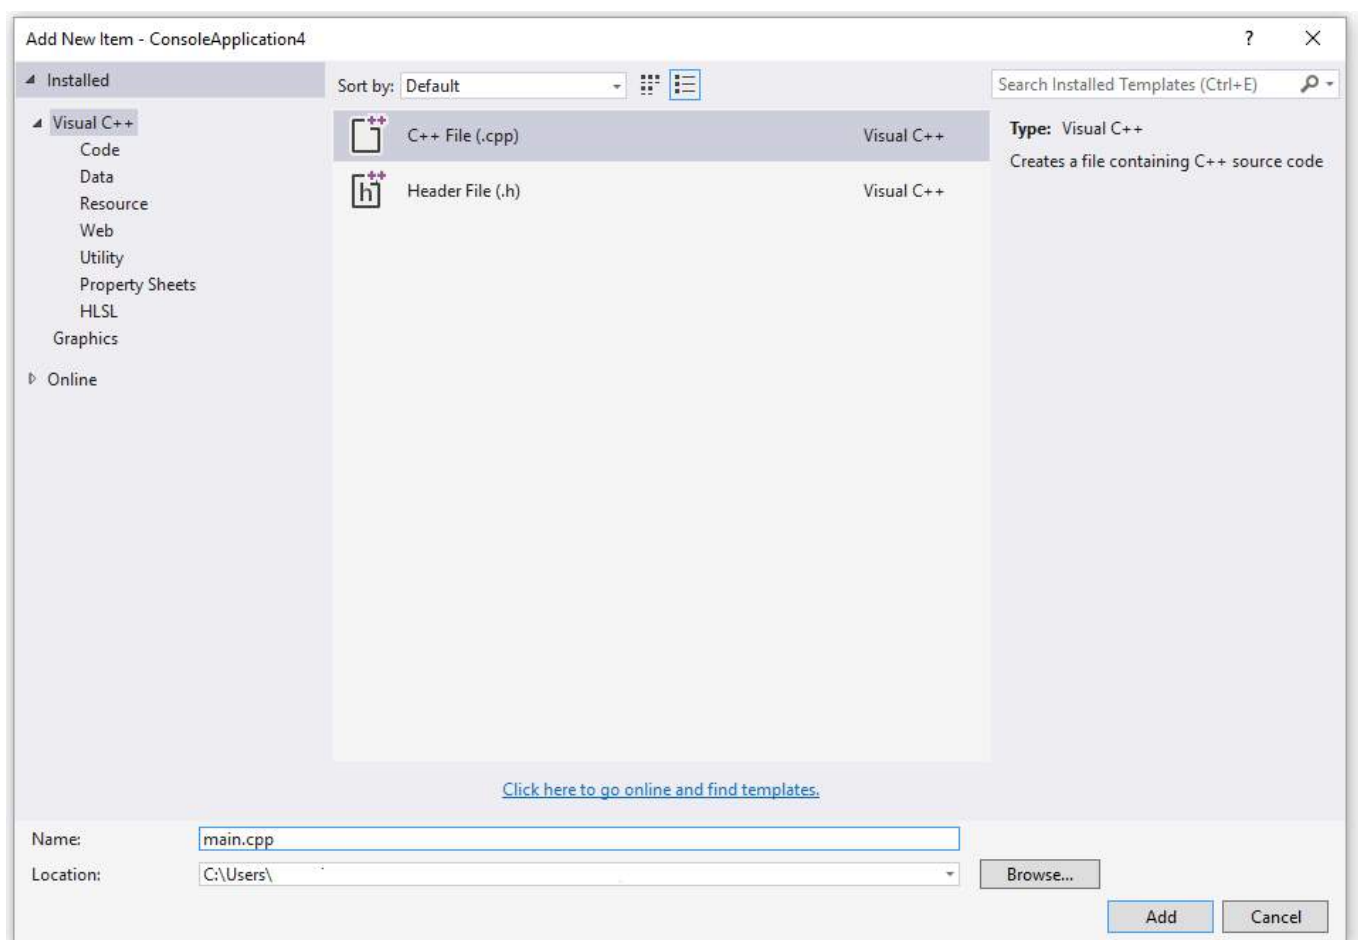 Add New Item - ConsoleApplication4
?
Installed
Sort by: Default
Search Installed Templates (Ctrl+E)
Visual C++
Code
Data
Resource
Web
Utility
Property Sheets
HLSL
Graphics
Online
C++ File (.cpp) Visual C++
Header File (.h) Visual C++
Type: Visual C++
Creates a file containing C++ source code
Click here to go online and find templates.
Name: main.cpp
Location: C:\Users\
Browse...
Add Cancel